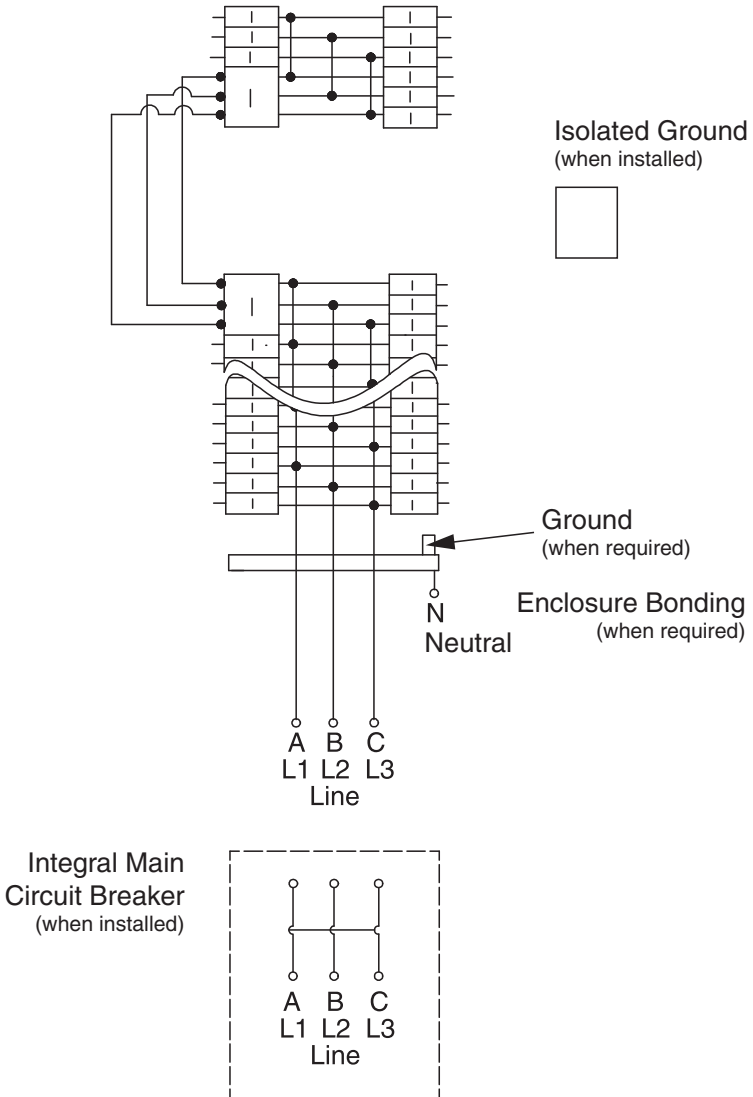 Isolated Ground
(when installed)
Ground
(when required)
Enclosure Bonding
(when required)
N
Neutral
A B C
L1 L2 L3
Line
Integral Main
Circuit Breaker
(when installed)
A B C
L1 L2 L3
Line